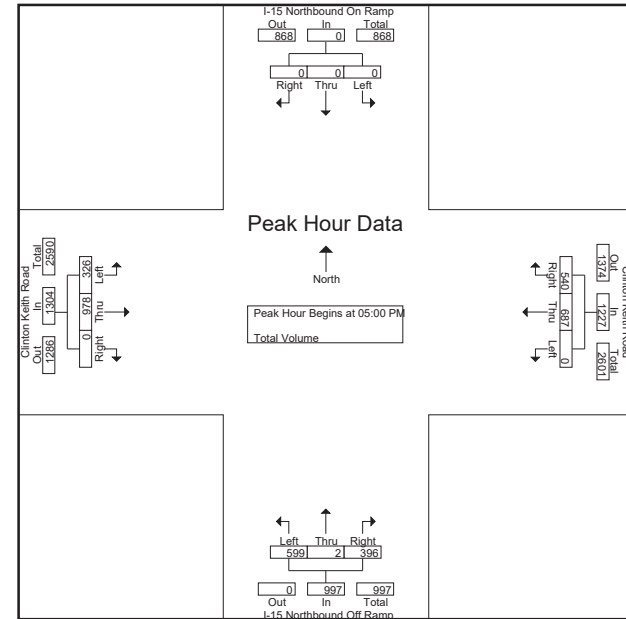 I-15 Northbound On Ramp
Out In Total
868 0 868
0 0 0
Right Thru Left
Peak Hour Data
North
Peak Hour Begins at 05:00 PM
Total Volume
Clinton Keith Road
Total In Out
2590 1304 1286
326 978 0
Left Thru Right
Right Thru Left
540 687 0
Out In Total
1374 1227 2601
Clinton Keith Road
Left Thru Right
599 2 396
0 997 997
Out In Total
I-15 Northbound Off Ramp